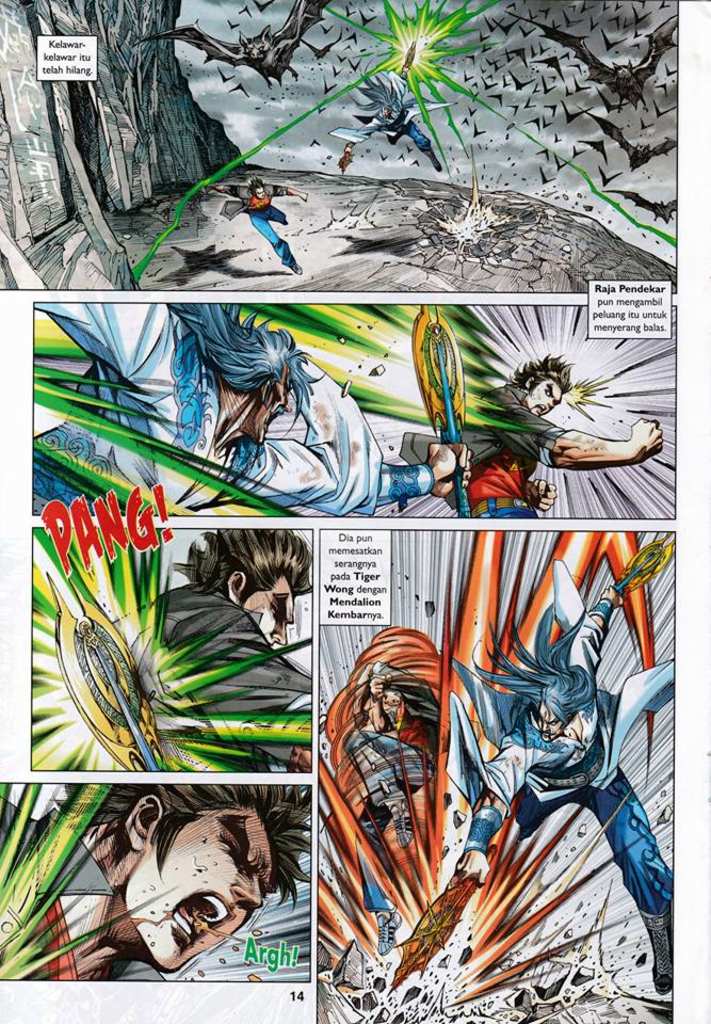 Kelawar-
kelawar itu
telah hilang.
Raja Pendekar
pun mengambil
peluang itu untuk
menyerang balas.
PANG!
Dia pun
memesatkan
serangnya
pada Tiger
Wong dengan
Mendalion
Kembarnya.
Argh!
14